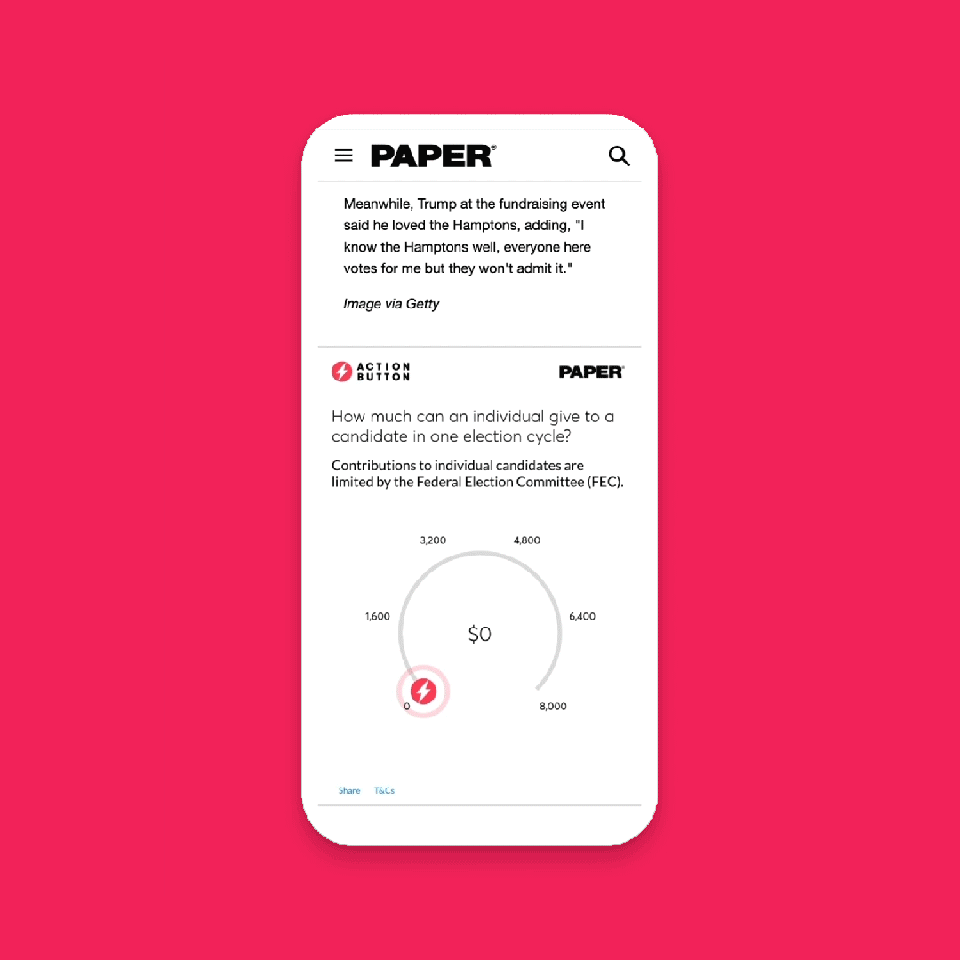 PAPER®
Meanwhile, Trump at the fundraising event
said he loved the Hamptons, adding, "I
know the Hamptons well, everyone here
votes for me but they won't admit it."
Image via Getty
ACTION
BUTTON
PAPER®
How much can an individual give to a
candidate in one election cycle?
Contributions to individual candidates are
limited by the Federal Election Committee (FEC).
3,200
4,800
1,600
6,400
$0
0
8,000
Share T&Cs